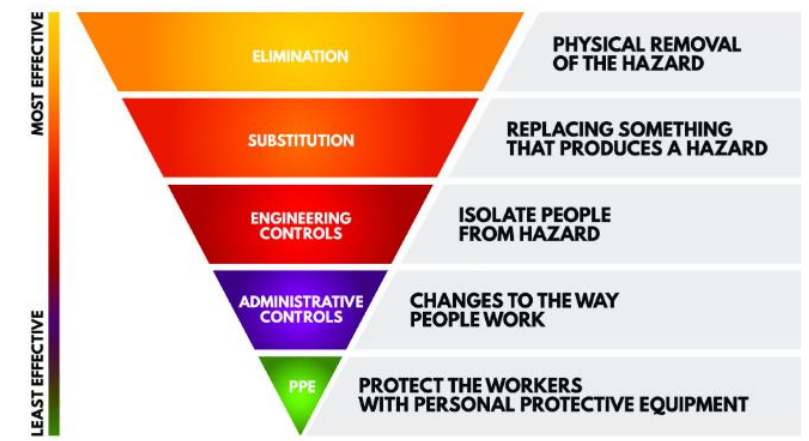 MOST EFFECTIVE
ELIMINATION
PHYSICAL REMOVAL
OF THE HAZARD
SUBSTITUTION
REPLACING SOMETHING
THAT PRODUCES A HAZARD
ENGINEERING
CONTROLS
ISOLATE PEOPLE
FROM HAZARD
ADMINISTRATIVE
CONTROLS
CHANGES TO THE WAY
PEOPLE WORK
LEAST EFFECTIVE
PPE
PROTECT THE WORKERS
WITH PERSONAL PROTECTIVE EQUIPMENT